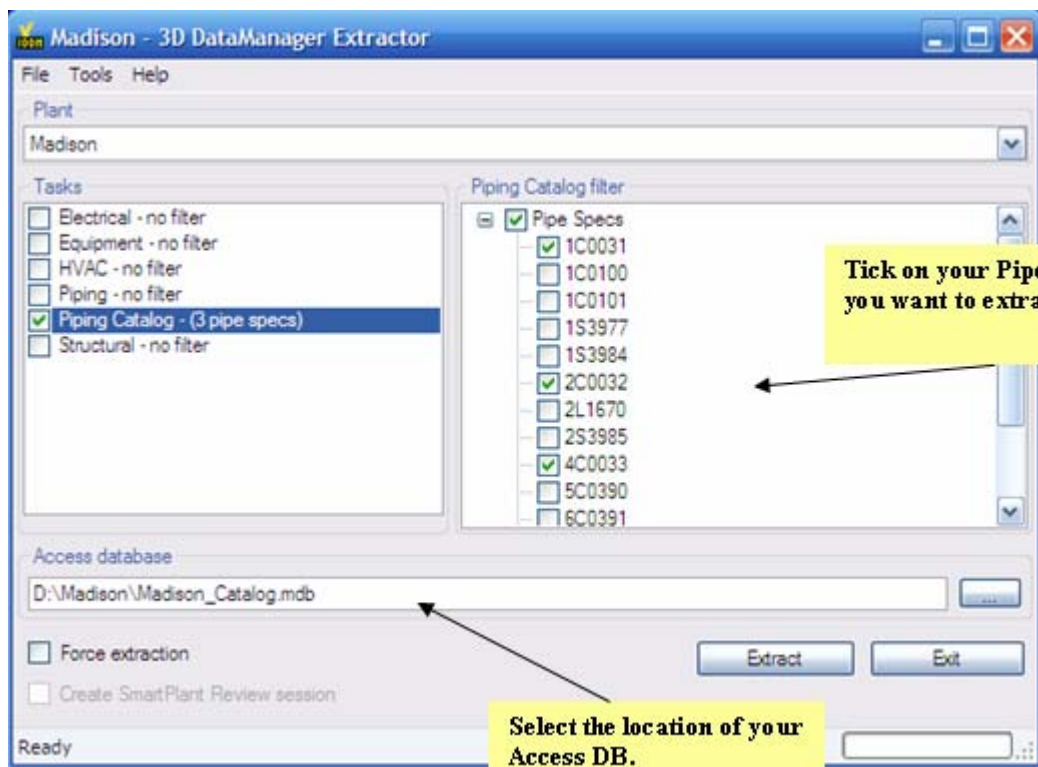 Madison - 3D DataManager Extractor
File Tools Help
Plant
Madison
Tasks
Electrical - no filter
Equipment - no filter
HVAC - no filter
Piping - no filter
Piping Catalog - (3 pipe specs)
Structural - no filter
Piping Catalog filter
Pipe Specs
1C0031
1C0100
1C0101
1S3977
1S3984
2C0032
2L1670
2S3985
4C0033
5C0390
6C0391
Tick on your Pipe
you want to extra
Access database
D:\Madison\Madison_Catalog.mdb
...
Force extraction
Extract
Exit
Create SmartPlant Review session
Select the location of your
Access DB.
Ready